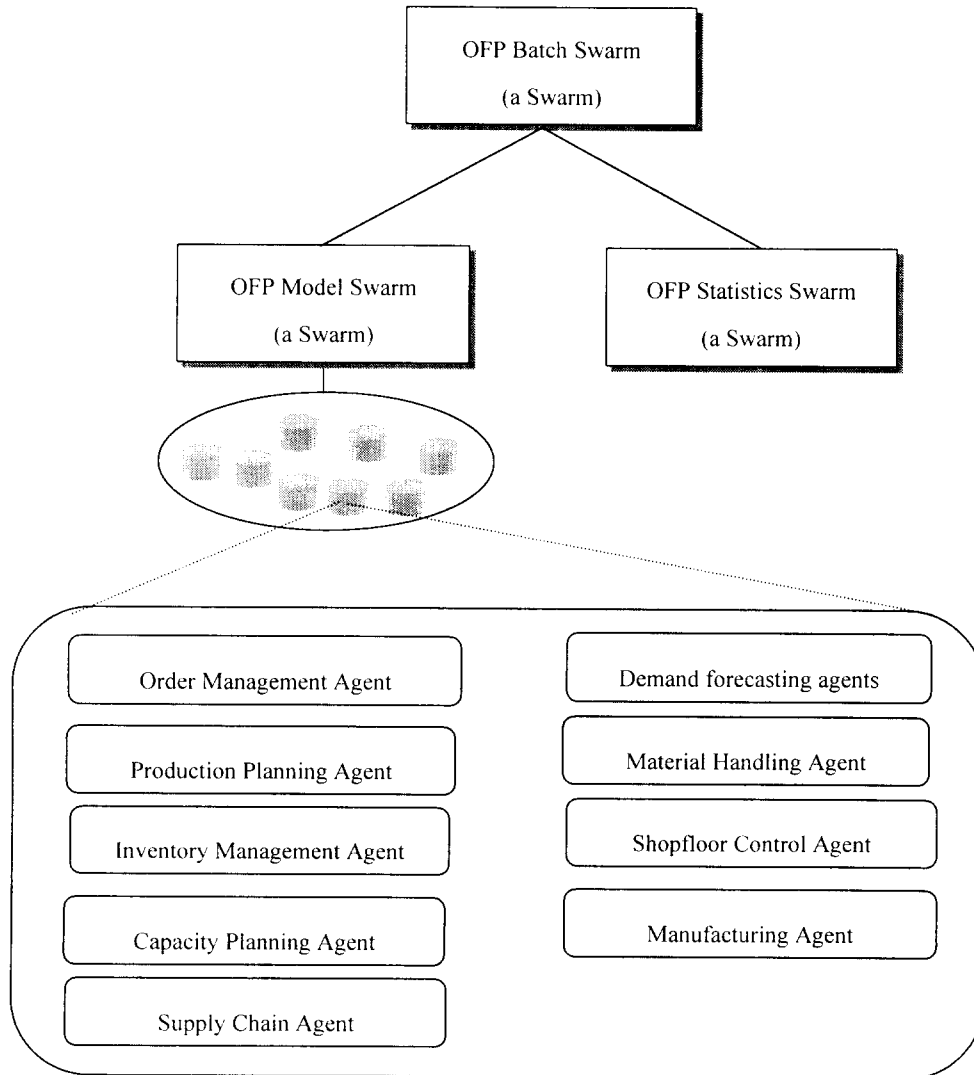 OFP Batch Swarm
(a Swarm)
OFP Model Swarm
(a Swarm)
OFP Statistics Swarm
(a Swarm)
Order Management Agent
Production Planning Agent
Inventory Management Agent
Capacity Planning Agent
Supply Chain Agent
Demand forecasting agents
Material Handling Agent
Shopfloor Control Agent
Manufacturing Agent